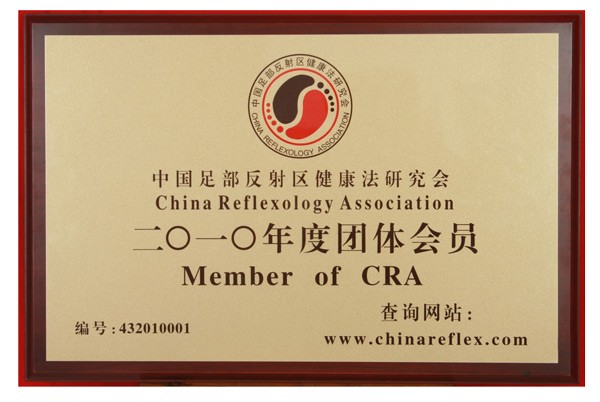 中国足部反射区健康法研究会
CHINA REFLEXOLOGY ASSOCIATION
中国足部反射区健康法研究会
China Reflexology Association
二〇一〇年度团体会员
Member of CRA
编号:432010001
查询网站:
www.chinareflex.com